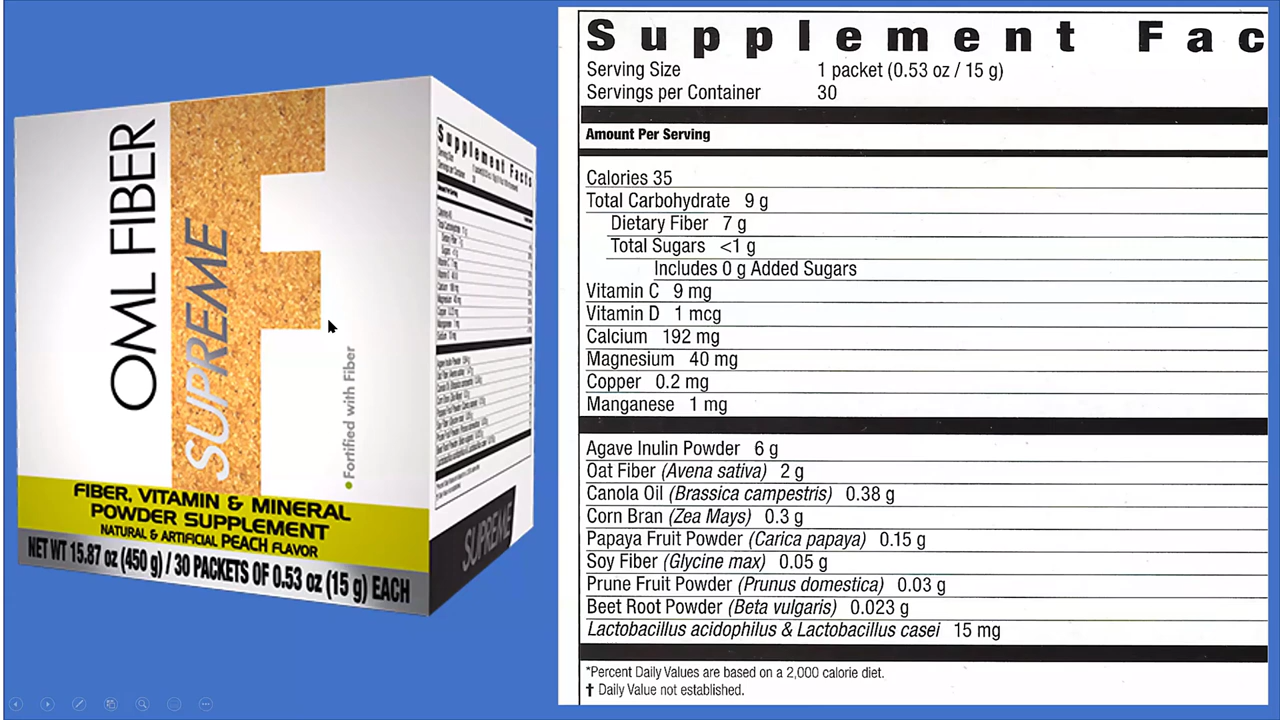 OML FIBER
SUPREME
Fortified with Fiber
FIBER, VITAMIN & MINERAL
POWDER SUPPLEMENT
NATURAL & ARTIFICIAL PEACH FLAVOR
NET WT 15.87 oz (450 g) / 30 PACKETS OF 0.53 oz (15 g) EACH
Supplement Facts
SUPREME
Supplement Fac
Serving Size 1 packet (0.53 oz / 15 g)
Servings per Container 30
Amount Per Serving
Calories 35
Total Carbohydrate 9 g
Dietary Fiber 7 g
Total Sugars <1 g
Includes 0 g Added Sugars
Vitamin C 9 mg
Vitamin D 1 mcg
Calcium 192 mg
Magnesium 40 mg
Copper 0.2 mg
Manganese 1 mg
Agave Inulin Powder 6 g
Oat Fiber (Avena sativa) 2 g
Canola Oil (Brassica campestris) 0.38 g
Corn Bran (Zea Mays) 0.3 g
Papaya Fruit Powder (Carica papaya) 0.15 g
Soy Fiber (Glycine max) 0.05 g
Prune Fruit Powder (Prunus domestica) 0.03 g
Beet Root Powder (Beta vulgaris) 0.023 g
Lactobacillus acidophilus & Lactobacillus casei 15 mg
*Percent Daily Values are based on a 2,000 calorie diet.
† Daily Value not established.